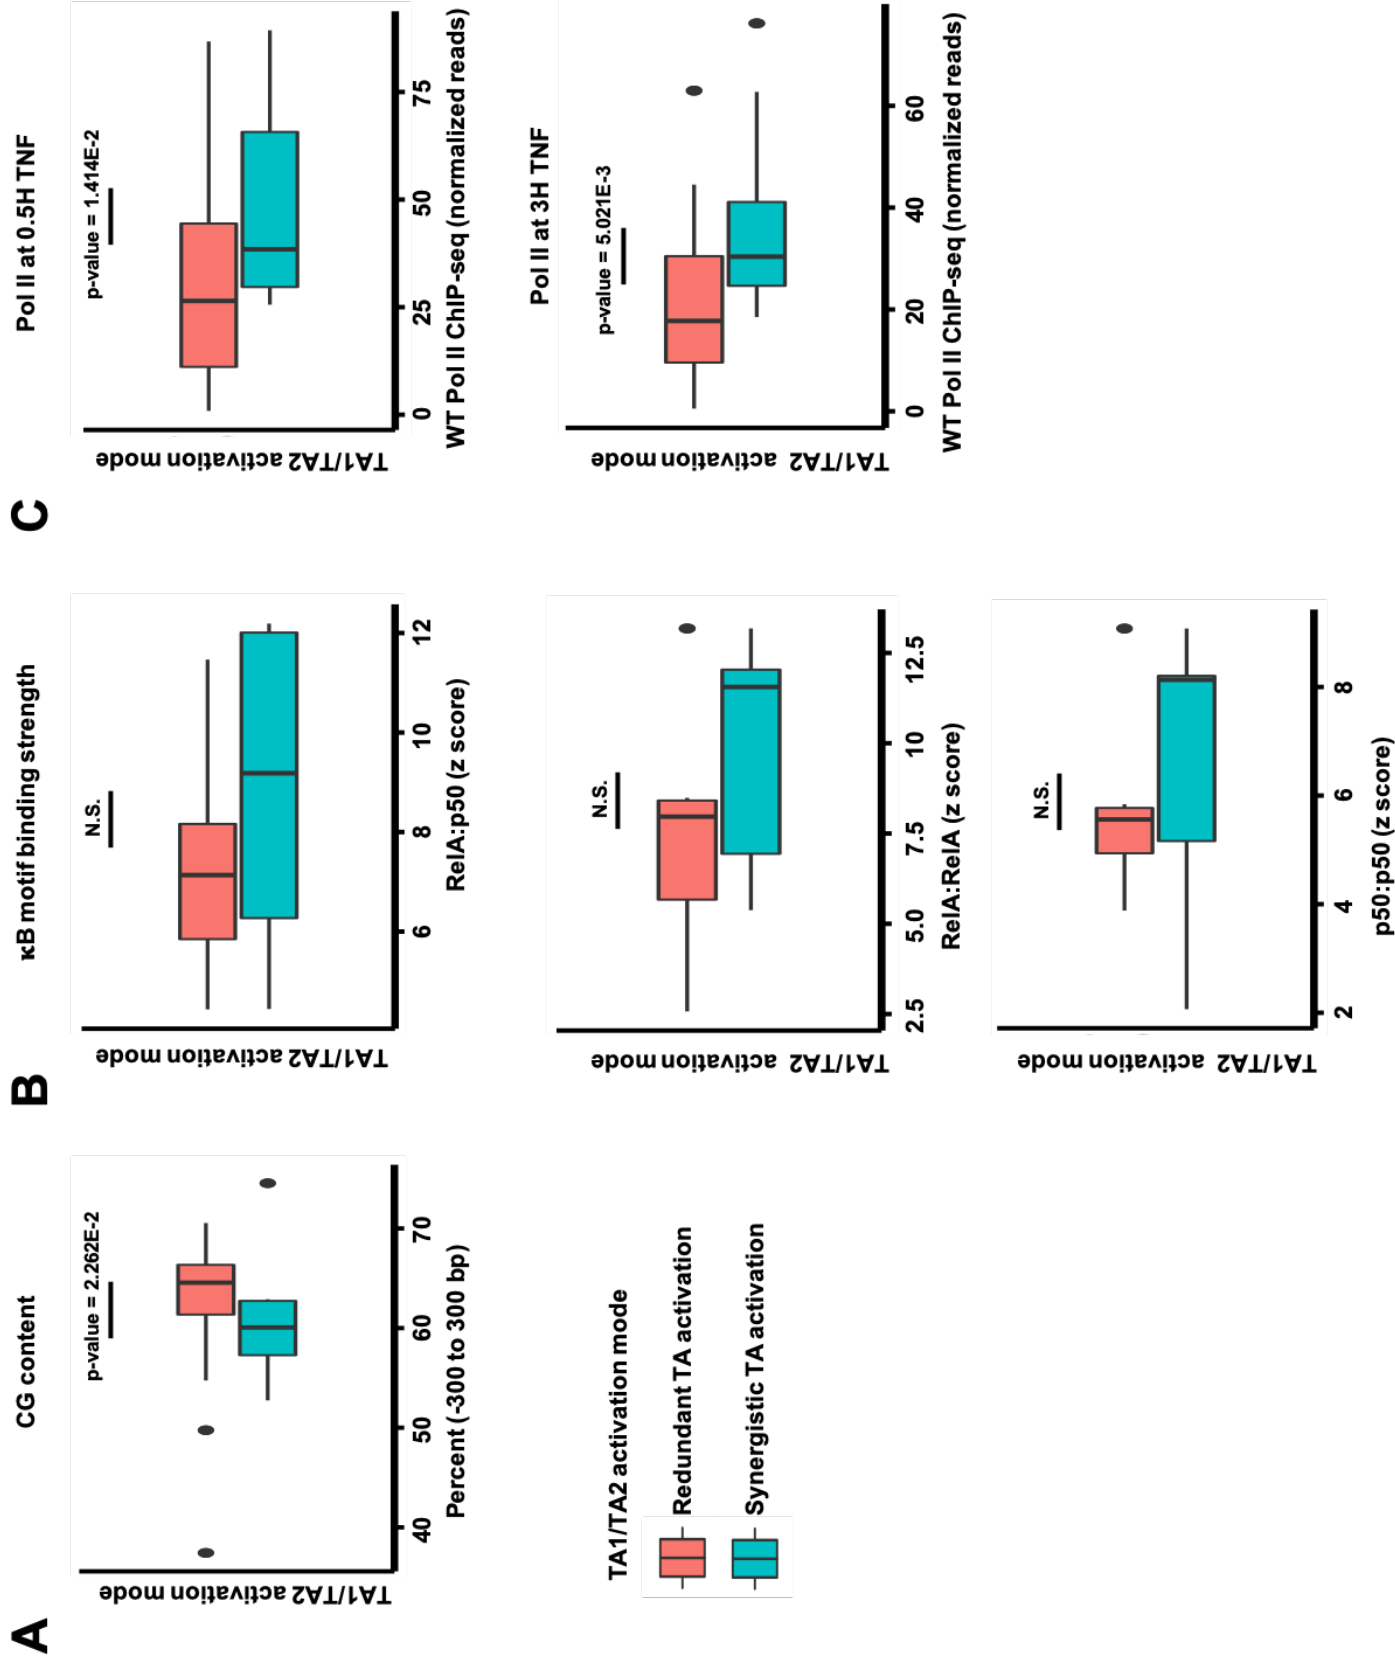 A
CG content
p-value = 2.262E-2
TA1/TA2 activation mode
40 50 60 70
Percent (-300 to 300 bp)
TA1/TA2 activation mode
Redundant TA activation
Synergistic TA activation
B
κB motif binding strength
N.S.
TA1/TA2 activation mode
6 8 10 12
RelA:p50 (z score)
N.S.
TA1/TA2 activation mode
2.5 5.0 7.5 10 12.5
RelA:RelA (z score)
N.S.
TA1/TA2 activation mode
2 4 6 8
p50:p50 (z score)
C
Pol II at 0.5H TNF
p-value = 1.414E-2
TA1/TA2 activation mode
0 25 50 75
WT Pol II ChIP-seq (normalized reads)
Pol II at 3H TNF
p-value = 5.021E-3
TA1/TA2 activation mode
0 20 40 60
WT Pol II ChIP-seq (normalized reads)